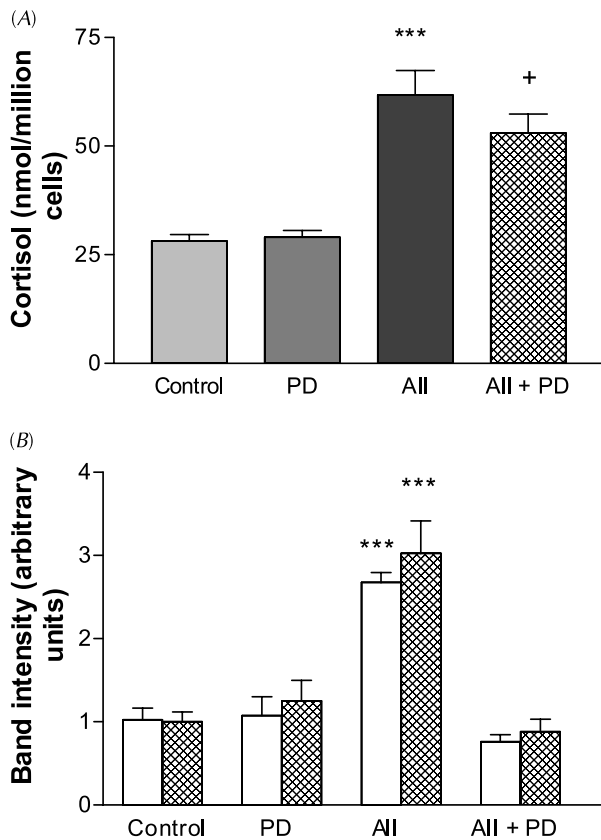 (A)
Cortisol (nmol/million
cells)
75
50
25
0
***
+
Control PD AII AII + PD
(B)
Band intensity (arbitrary
units)
4
3
2
1
0
***
***
Control PD AII AII + PD